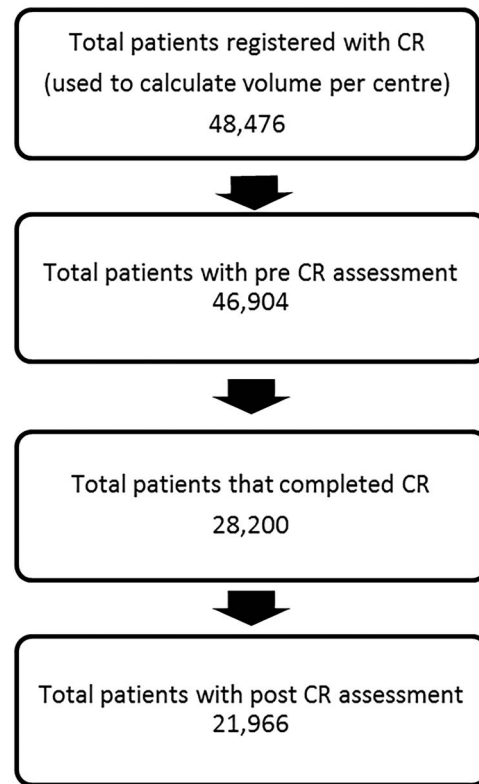 Total patients registered with CR
(used to calculate volume per centre)
48,476
Total patients with pre CR assessment
46,904
Total patients that completed CR
28,200
Total patients with post CR assessment
21,966